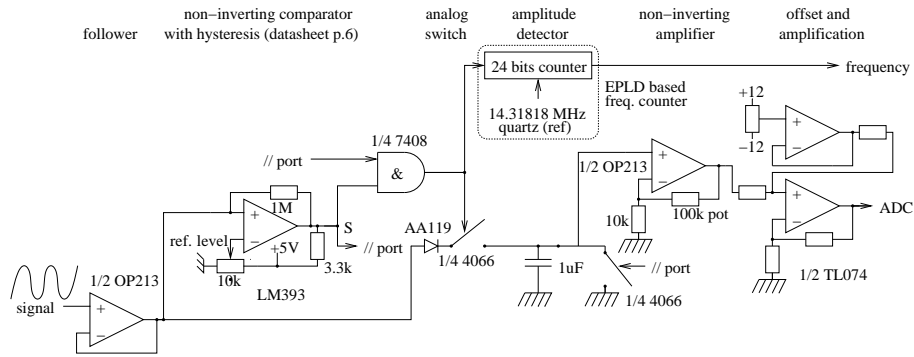 non-inverting comparator
analog
amplitude
non-inverting
offset and
follower
with hysteresis (datasheet p.6)
switch
detector
amplifier
amplification
24 bits counter
frequency
EPLD based
freq. counter
14.31818 MHz
quartz (ref)
+12
−12
+
−
1/4 7408
// port
&
1/2 OP213
+
−
1M
+
−
S
// port
AA119
10k
100k pot
+
−
ADC
ref. level
+5V
3.3k
10k
LM393
1/4 4066
1uF
// port
1/4 4066
1/2 TL074
1/2 OP213
signal
+
−